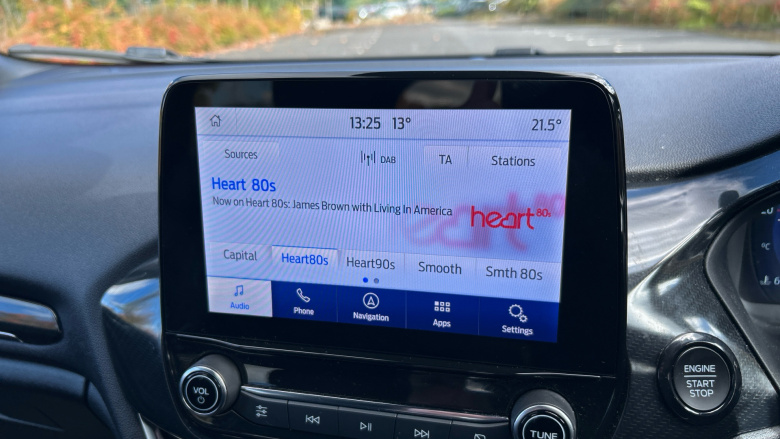 13:25 13° 21.5°
Sources DAB TA Stations
Heart 80s
Now on Heart 80s: James Brown with Living In America
heart 80s
Capital Heart80s Heart90s Smooth Smth 80s
Audio Phone Navigation Apps Settings
VOL
TUNE
ENGINE
START
STOP
°C